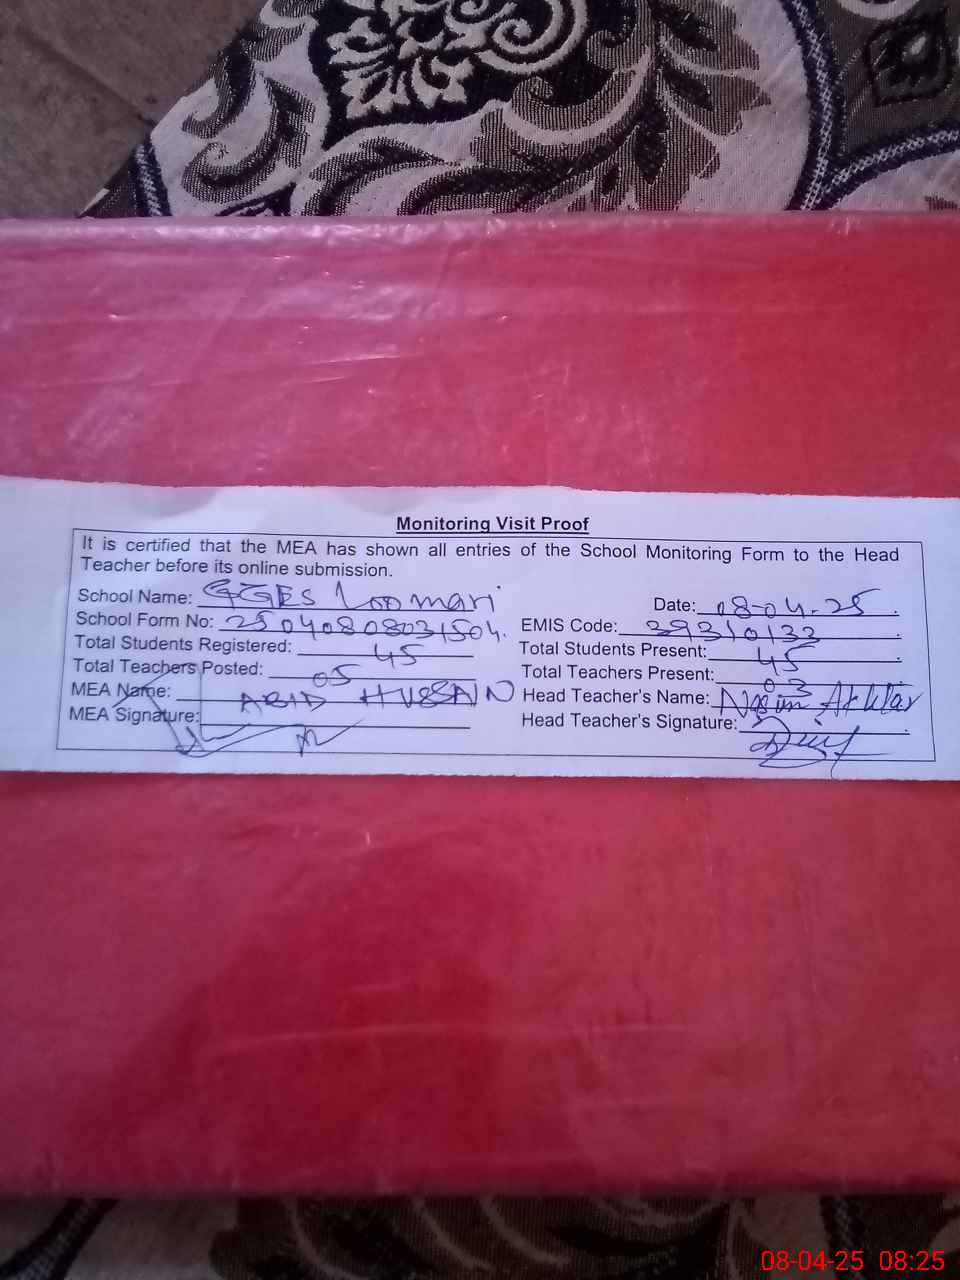 Monitoring Visit Proof
It is certified that the MEA has shown all entries of the School Monitoring Form to the Head
Teacher before its online submission.
School Name: GGES Loomari Date: 08-04-25
School Form No: 25040808031504. EMIS Code: 39310133
Total Students Registered: 45 Total Students Present: 45
Total Teachers Posted: 05 Total Teachers Present: 03
MEA Name: ABID HUSSAIN Head Teacher's Name: Nasim Akhtar
MEA Signature: Head Teacher's Signature:
08-04-25 08:25